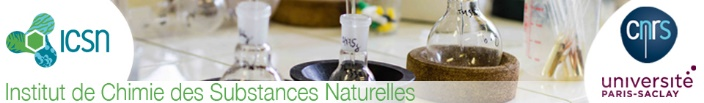 ICSN
cnrs
Institut de Chimie des Substances Naturelles
université
PARIS-SACLAY